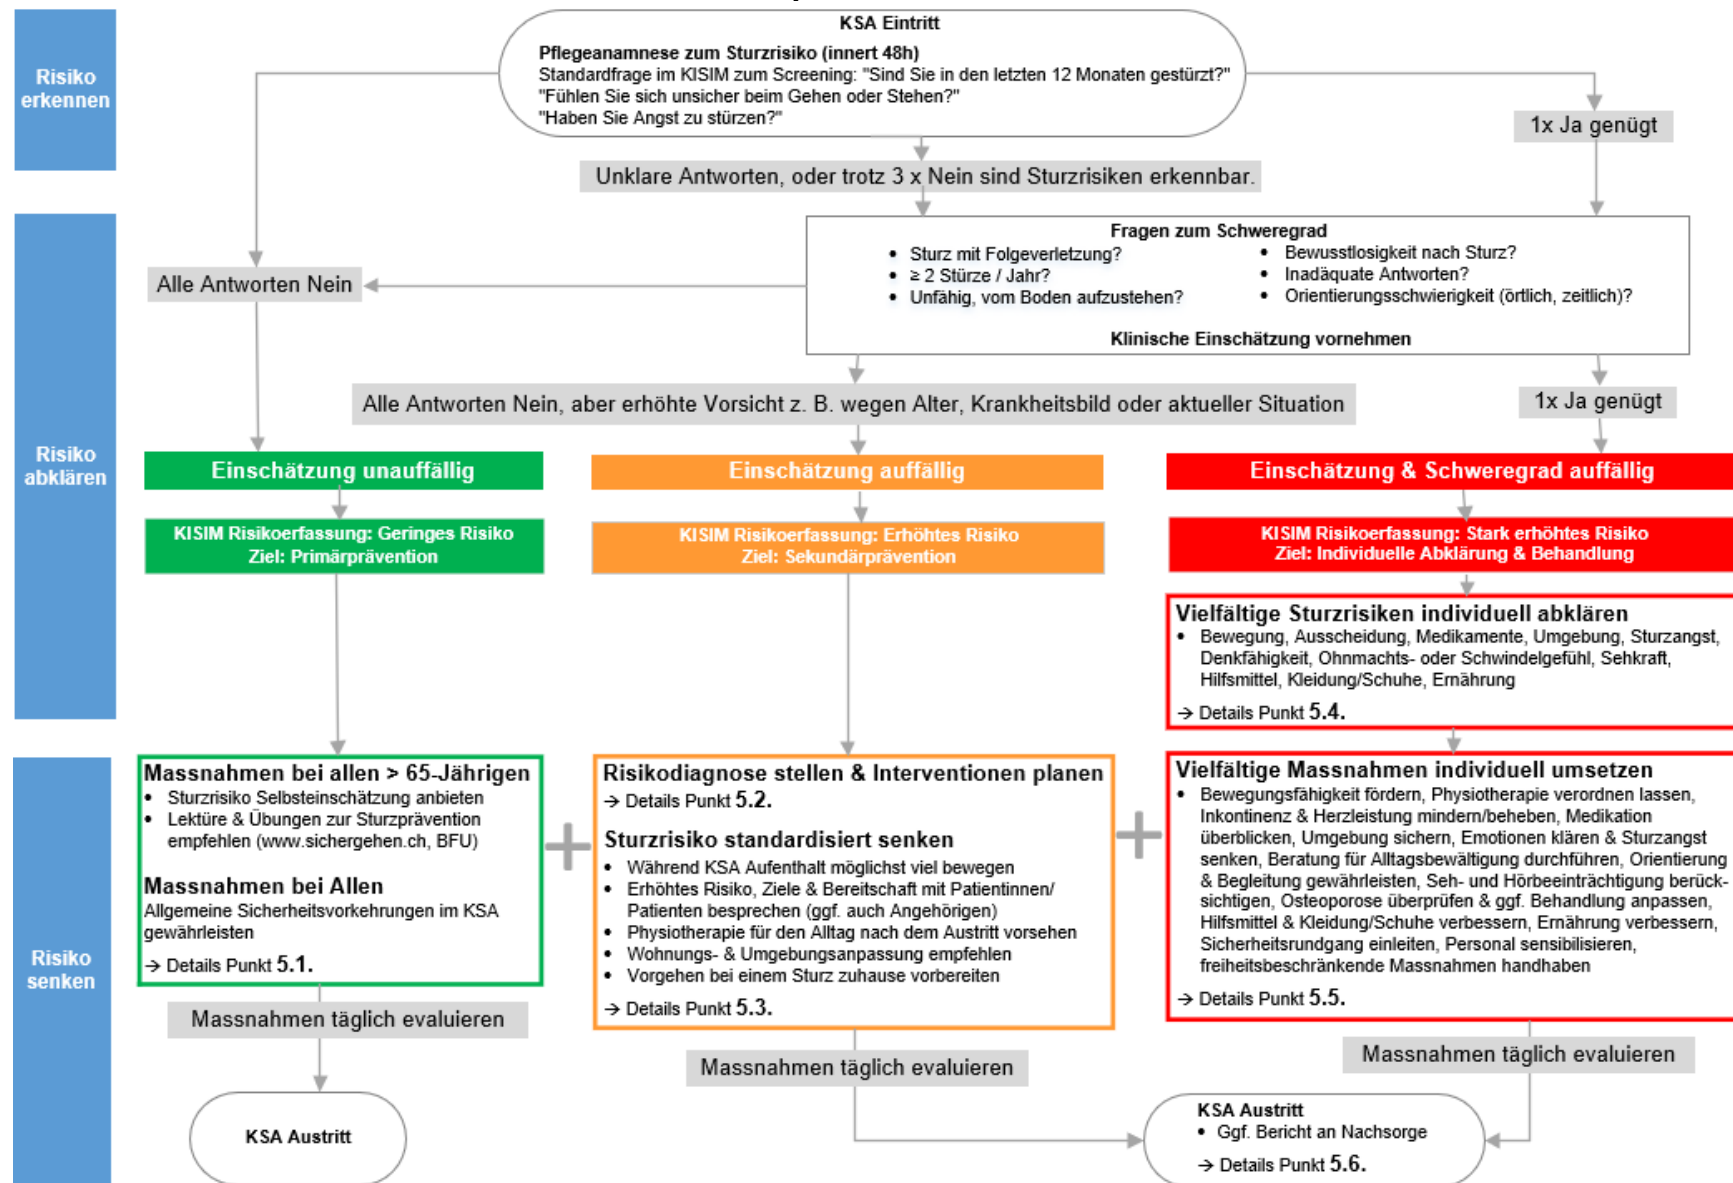 KSA Eintritt
Pflegeanamnese zum Sturzrisiko (innert 48h)
Standardfrage im KISIM zum Screening: "Sind Sie in den letzten 12 Monaten gestürzt?"
"Fühlen Sie sich unsicher beim Gehen oder Stehen?"
"Haben Sie Angst zu stürzen?"
Risiko
erkennen
1x Ja genügt
Unklare Antworten, oder trotz 3 x Nein sind Sturzrisiken erkennbar.
Fragen zum Schweregrad
• Sturz mit Folgeverletzung?
• ≥ 2 Stürze / Jahr?
• Unfähig, vom Boden aufzustehen?
• Bewusstlosigkeit nach Sturz?
• Inadäquate Antworten?
• Orientierungsschwierigkeit (örtlich, zeitlich)?
Klinische Einschätzung vornehmen
Alle Antworten Nein
Alle Antworten Nein, aber erhöhte Vorsicht z. B. wegen Alter, Krankheitsbild oder aktueller Situation
1x Ja genügt
Risiko
abklären
Einschätzung unauffällig
KISIM Risikoerfassung: Geringes Risiko
Ziel: Primärprävention
Einschätzung auffällig
KISIM Risikoerfassung: Erhöhtes Risiko
Ziel: Sekundärprävention
Einschätzung & Schweregrad auffällig
KISIM Risikoerfassung: Stark erhöhtes Risiko
Ziel: Individuelle Abklärung & Behandlung
Vielfältige Sturzrisiken individuell abklären
• Bewegung, Ausscheidung, Medikamente, Umgebung, Sturzangst,
Denkfähigkeit, Ohnmachts- oder Schwindelgefühl, Sehkraft,
Hilfsmittel, Kleidung/Schuhe, Ernährung
→ Details Punkt 5.4.
Risiko
senken
Massnahmen bei allen > 65-Jährigen
• Sturzrisiko Selbsteinschätzung anbieten
• Lektüre & Übungen zur Sturzprävention
empfehlen (www.sichergehen.ch, BFU)
Massnahmen bei Allen
Allgemeine Sicherheitsvorkehrungen im KSA
gewährleisten
→ Details Punkt 5.1.
+
Risikodiagnose stellen & Interventionen planen
→ Details Punkt 5.2.
Sturzrisiko standardisiert senken
• Während KSA Aufenthalt möglichst viel bewegen
• Erhöhtes Risiko, Ziele & Bereitschaft mit Patientinnen/
Patienten besprechen (ggf. auch Angehörigen)
• Physiotherapie für den Alltag nach dem Austritt vorsehen
• Wohnungs- & Umgebungsanpassung empfehlen
• Vorgehen bei einem Sturz zuhause vorbereiten
→ Details Punkt 5.3.
+
Vielfältige Massnahmen individuell umsetzen
• Bewegungsfähigkeit fördern, Physiotherapie verordnen lassen,
Inkontinenz & Herzleistung mindern/beheben, Medikation
überblicken, Umgebung sichern, Emotionen klären & Sturzangst
senken, Beratung für Alltagsbewältigung durchführen, Orientierung
& Begleitung gewährleisten, Seh- und Hörbeeinträchtigung berück-
sichtigen, Osteoporose überprüfen & ggf. Behandlung anpassen,
Hilfsmittel & Kleidung/Schuhe verbessern, Ernährung verbessern,
Sicherheitsrundgang einleiten, Personal sensibilisieren,
freiheitsbeschränkende Massnahmen handhaben
→ Details Punkt 5.5.
Massnahmen täglich evaluieren
Massnahmen täglich evaluieren
Massnahmen täglich evaluieren
KSA Austritt
KSA Austritt
• Ggf. Bericht an Nachsorge
→ Details Punkt 5.6.